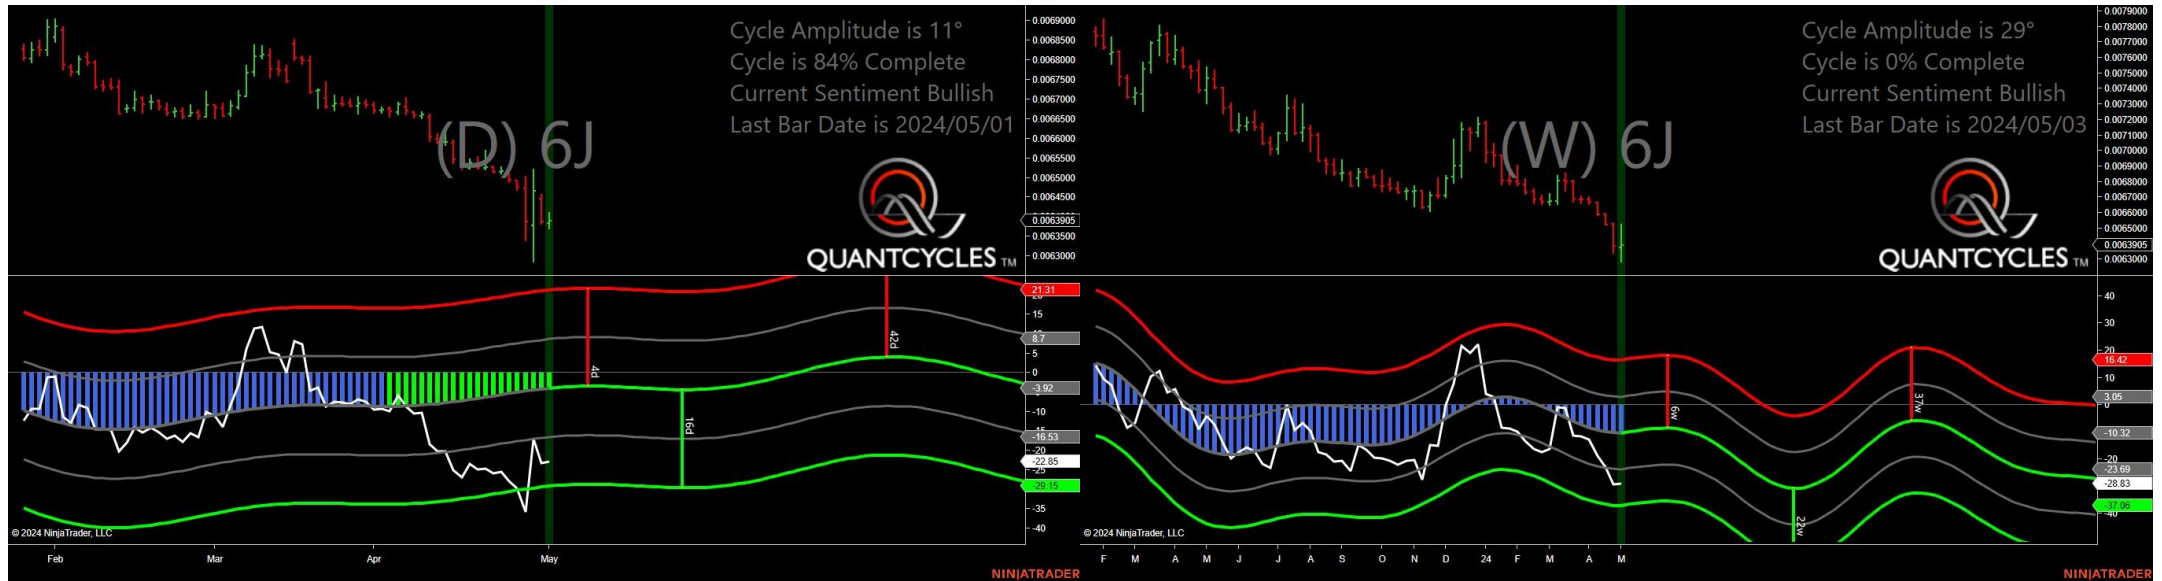 Cycle Amplitude is 11°
Cycle is 84% Complete
Current Sentiment Bullish
Last Bar Date is 2024/05/01
(D) 6J
QUANTCYCLES TM
0.0069000
0.0068500
0.0068000
0.0067500
0.0067000
0.0066500
0.0066000
0.0065500
0.0065000
0.0064500
0.0063905
0.0063500
0.0063000
21.31
15
8.7
5
0
-3.92
-10
-16.53
-20
-22.85
-25
-29.15
-35
-40
4d
16d
42d
© 2024 NinjaTrader, LLC
Feb
Mar
Apr
May
NINJATRADER
Cycle Amplitude is 29°
Cycle is 0% Complete
Current Sentiment Bullish
Last Bar Date is 2024/05/03
(W) 6J
QUANTCYCLES TM
0.0079000
0.0078000
0.0077000
0.0076000
0.0075000
0.0074000
0.0073000
0.0072000
0.0071000
0.0070000
0.0069000
0.0068000
0.0067000
0.0066000
0.0065000
0.0063905
0.0063000
40
30
20
16.42
10
3.05
0
-10.32
-20
-23.69
-28.83
-37.06
-40
6w
22w
37w
© 2024 NinjaTrader, LLC
F
M
A
M
J
J
A
S
O
N
D
24
F
M
A
M
NINJATRADER